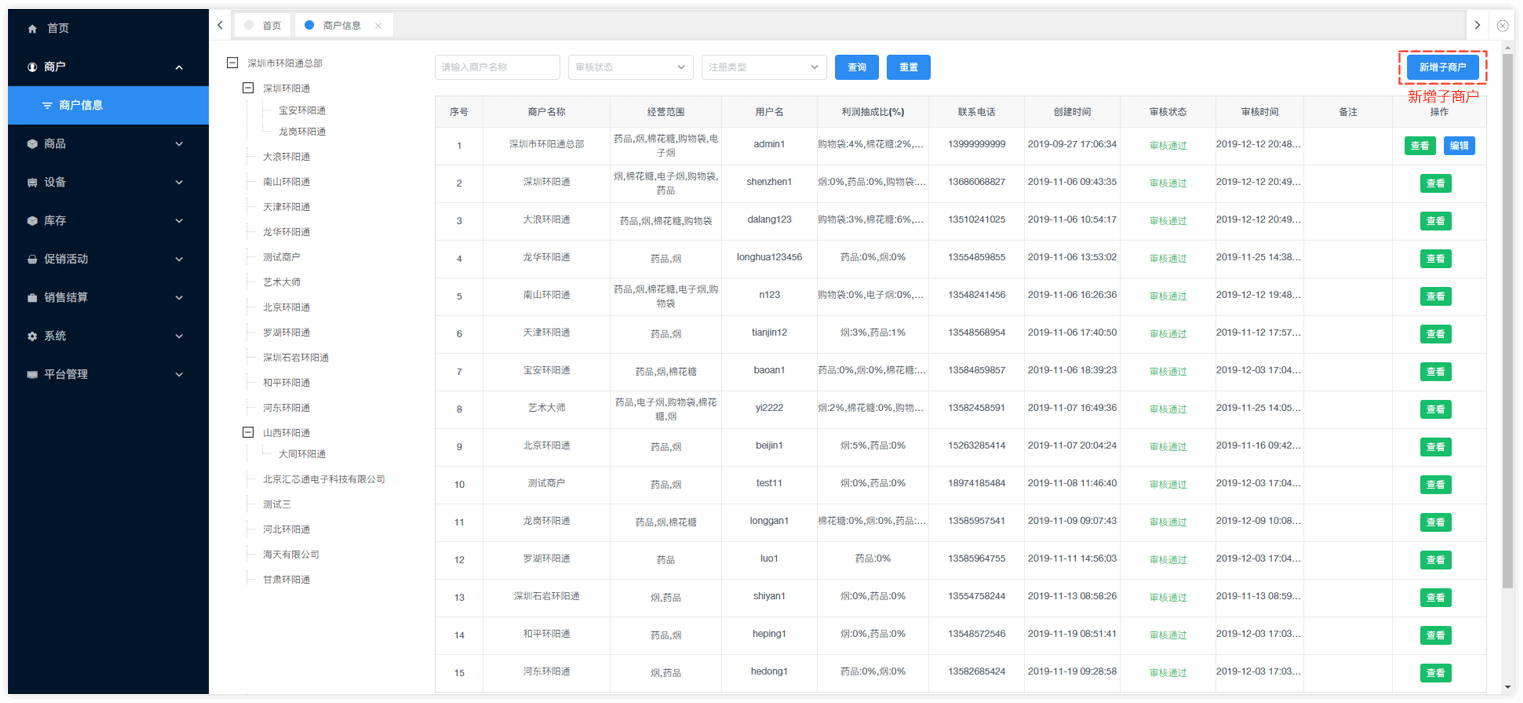 首页
商户
商户信息
商品
设备
库存
促销活动
销售结算
系统
平台管理
首页
商户信息
深圳市环阳通总部
深圳环阳通
宝安环阳通
龙岗环阳通
大浪环阳通
南山环阳通
天津环阳通
龙华环阳通
测试商户
艺术大师
北京环阳通
罗湖环阳通
深圳石岩环阳通
和平环阳通
河东环阳通
山西环阳通
大同环阳通
北京汇芯通电子科技有限公司
测试三
河北环阳通
海天有限公司
甘肃环阳通
请输入商户名称 审核状态 注册类型 查询 重置 新增子商户
新增子商户
序号 商户名称 经营范围 用户名 利润抽成比(%) 联系电话 创建时间 审核状态 审核时间 备注 操作
1 深圳市环阳通总部 药品,烟,棉花糖,购物袋,电子烟 admin1 购物袋:4%,棉花糖:2%,... 13999999999 2019-09-27 17:06:34 审核通过 2019-12-12 20:48... 查看 编辑
2 深圳环阳通 烟,棉花糖,电子烟,购物袋,药品 shenzhen1 烟:0%,药品:0%,购物袋:... 13686068827 2019-11-06 09:43:35 审核通过 2019-12-12 20:49... 查看
3 大浪环阳通 药品,烟,棉花糖,购物袋 dalang123 购物袋:3%,棉花糖:6%,... 13510241025 2019-11-06 10:54:17 审核通过 2019-12-12 20:49... 查看
4 龙华环阳通 药品,烟 longhua123456 药品:0%,烟:0% 13554859855 2019-11-06 13:53:02 审核通过 2019-11-25 14:38... 查看
5 南山环阳通 药品,烟,棉花糖,电子烟,购物袋 n123 购物袋:0%,电子烟:0%,... 13548241456 2019-11-06 16:26:36 审核通过 2019-12-12 19:48... 查看
6 天津环阳通 药品,烟 tianjin12 烟:3%,药品:1% 13548568954 2019-11-06 17:40:50 审核通过 2019-11-12 17:57... 查看
7 宝安环阳通 药品,烟,棉花糖 baoan1 药品:0%,烟:0%,棉花糖:... 13584859857 2019-11-06 18:39:23 审核通过 2019-12-03 17:04... 查看
8 艺术大师 药品,电子烟,购物袋,棉花糖,烟 yi2222 烟:2%,棉花糖:0%,购物... 13582458591 2019-11-07 16:49:36 审核通过 2019-11-25 14:05... 查看
9 北京环阳通 药品,烟 beijin1 烟:5%,药品:0% 15263285414 2019-11-07 20:04:24 审核通过 2019-11-16 09:42... 查看
10 测试商户 药品,烟 test11 烟:0%,药品:0% 18974185484 2019-11-08 11:46:40 审核通过 2019-12-03 17:04... 查看
11 龙岗环阳通 药品,烟,棉花糖 longgan1 棉花糖:0%,烟:0%,药品:... 13585957541 2019-11-09 09:07:43 审核通过 2019-12-09 10:08... 查看
12 罗湖环阳通 药品 luo1 药品:0% 13585964755 2019-11-11 14:56:03 审核通过 2019-12-03 17:04... 查看
13 深圳石岩环阳通 烟,药品 shiyan1 烟:0%,药品:0% 13554758244 2019-11-13 08:58:26 审核通过 2019-11-13 08:59... 查看
14 和平环阳通 药品,烟 heping1 烟:0%,药品:0% 13548572546 2019-11-19 08:51:41 审核通过 2019-12-03 17:03... 查看
15 河东环阳通 烟,药品 hedong1 药品:0%,烟:0% 13582685424 2019-11-19 09:28:58 审核通过 2019-12-03 17:03... 查看